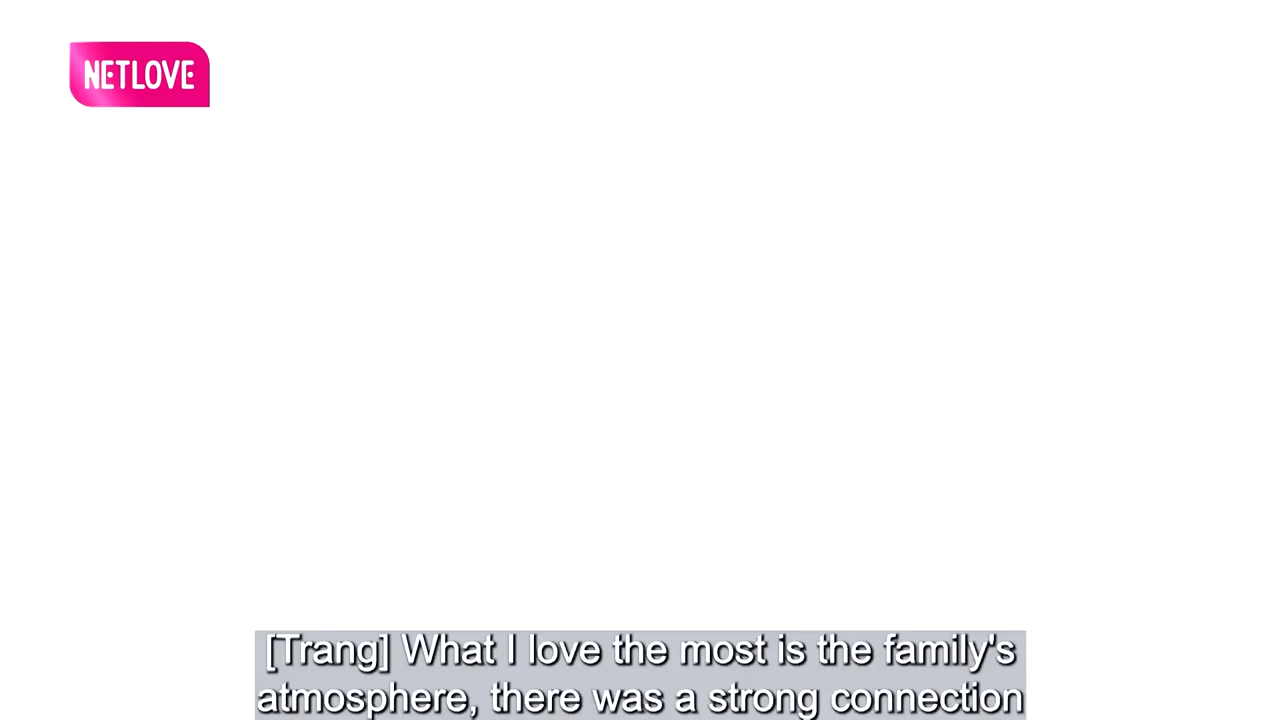 NETLOVE
[Trang] What I love the most is the family's
atmosphere, there was a strong connection